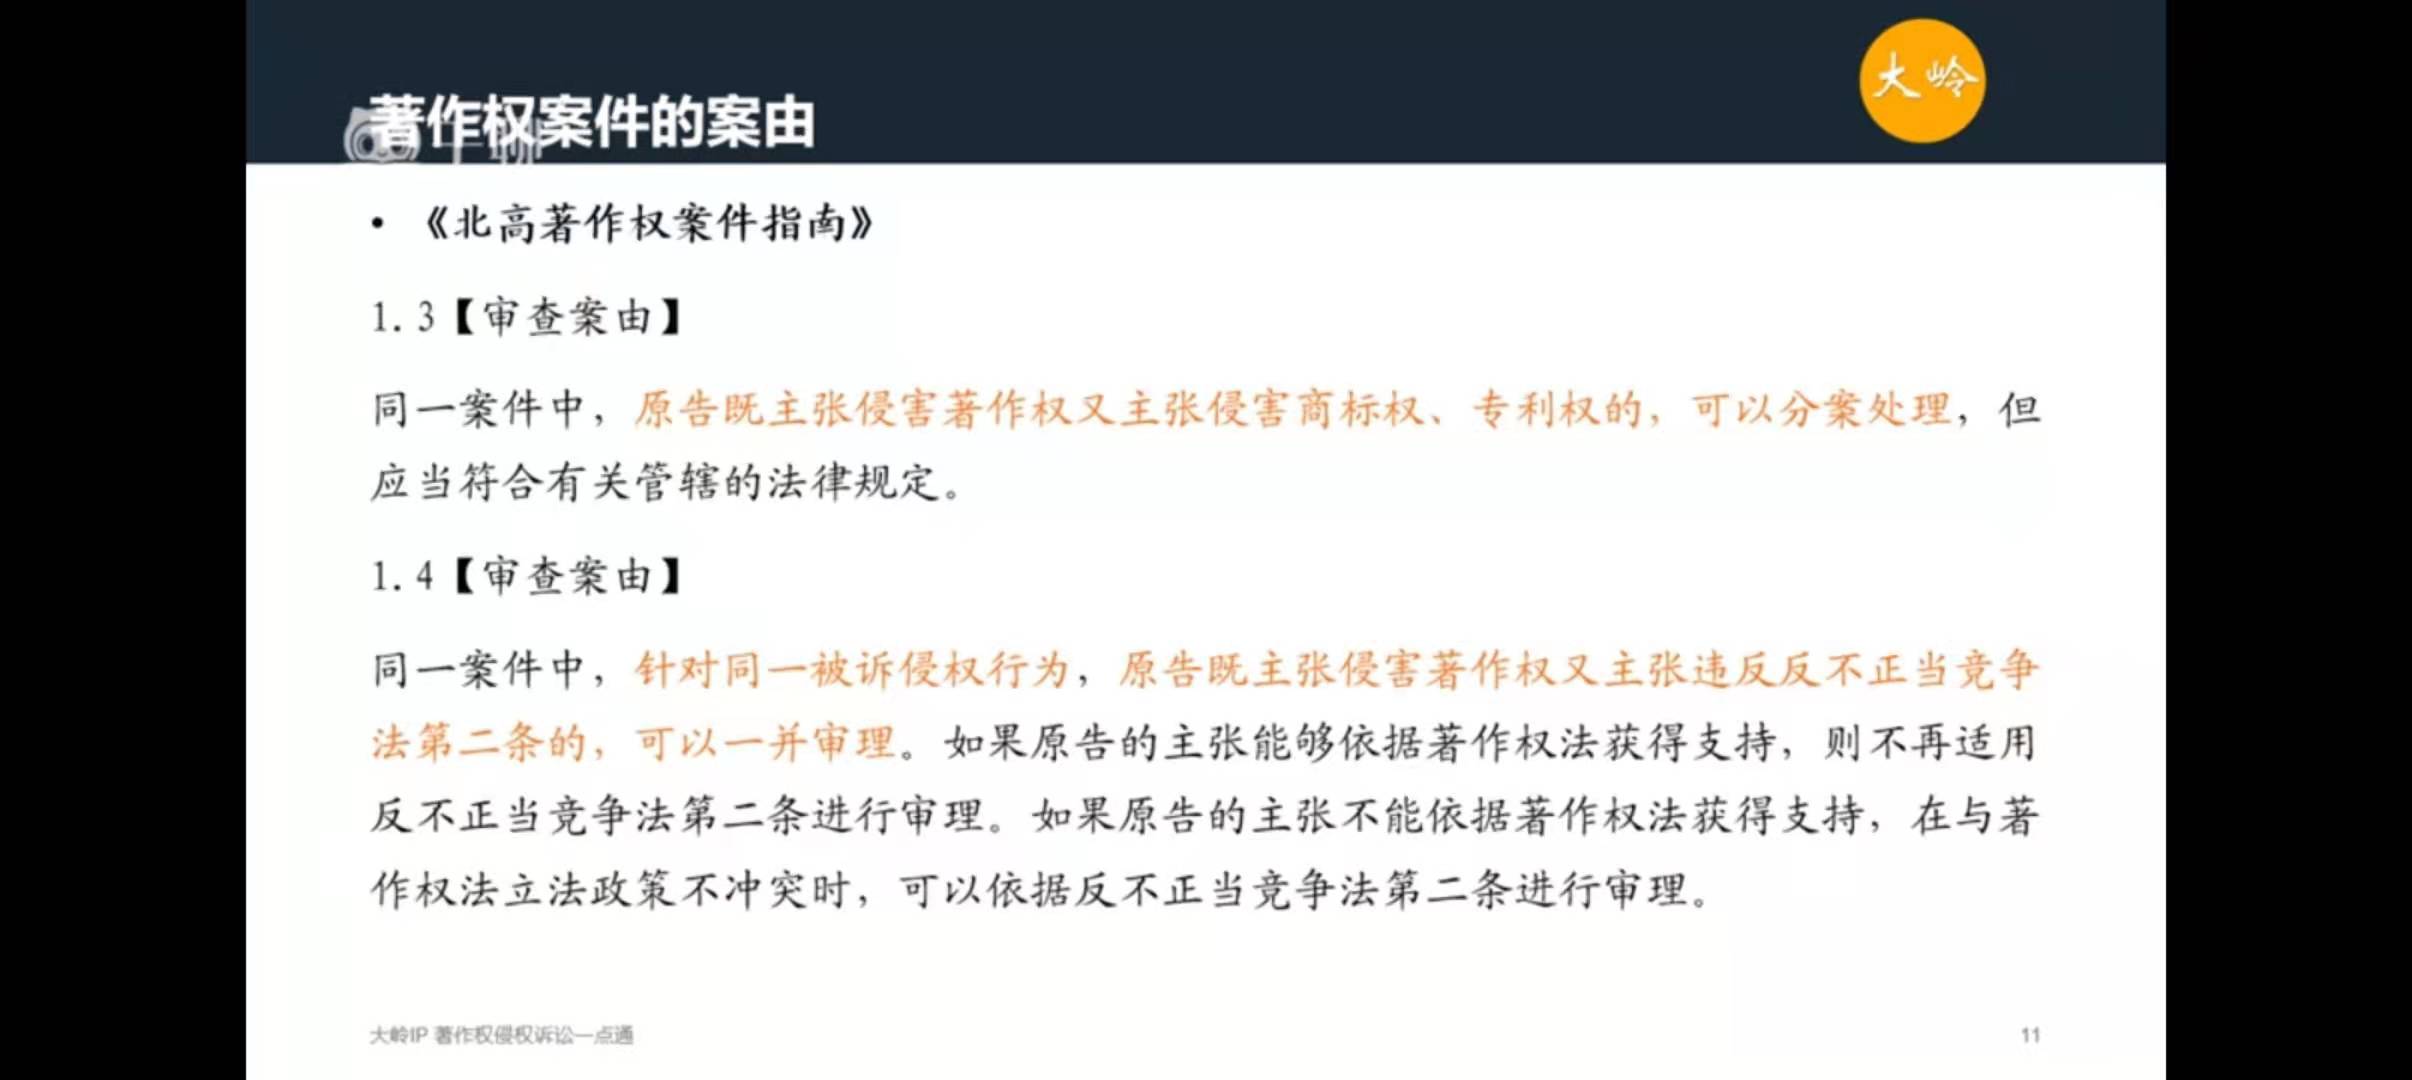 大岭
著作权案件的案由
• 《北高著作权案件指南》
1.3【审查案由】
同一案件中，原告既主张侵害著作权又主张侵害商标权、专利权的，可以分案处理，但
应当符合有关管辖的法律规定。
1.4【审查案由】
同一案件中，针对同一被诉侵权行为，原告既主张侵害著作权又主张违反反不正当竞争
法第二条的，可以一并审理。如果原告的主张能够依据著作权法获得支持，则不再适用
反不正当竞争法第二条进行审理。如果原告的主张不能依据著作权法获得支持，在与著
作权法立法政策不冲突时，可以依据反不正当竞争法第二条进行审理。
大岭IP 著作权侵权诉讼一点通
11